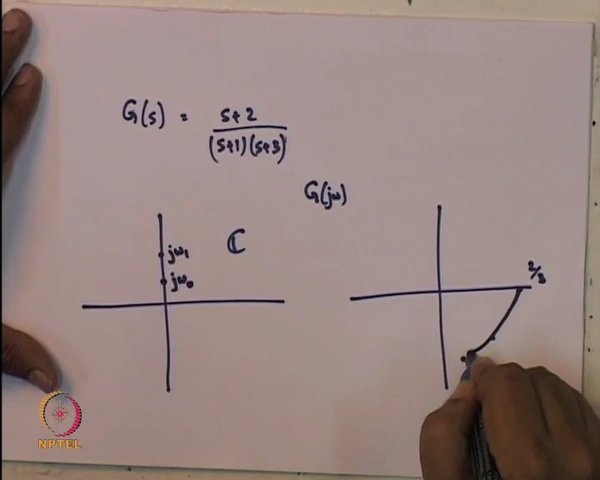 G(s) = s+2
(s+1)(s+3)
G(jω)
ℂ
jω₁
jω₀
2/3
NPTEL